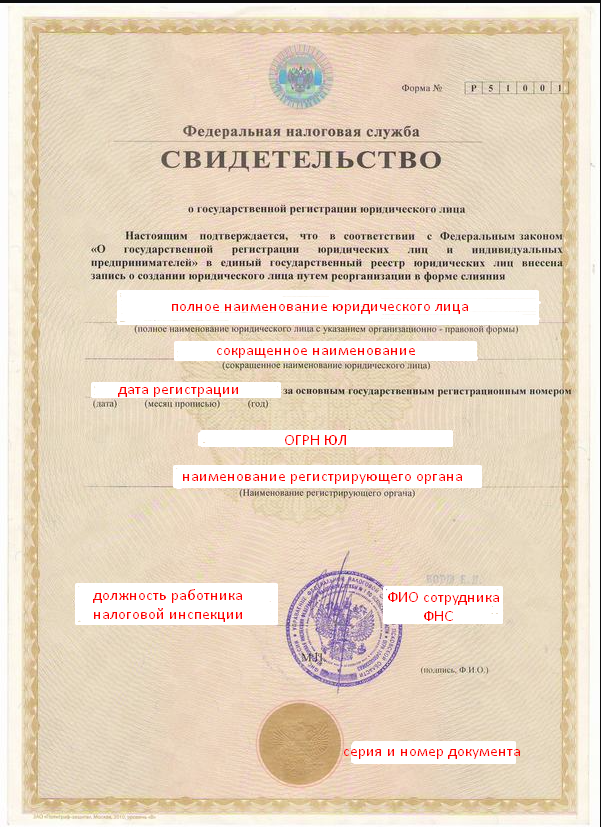 Форма № Р 5 1 0 0 1
Федеральная налоговая служба
СВИДЕТЕЛЬСТВО
о государственной регистрации юридического лица
Настоящим подтверждается, что в соответствии с Федеральным законом
«О государственной регистрации юридических лиц и индивидуальных
предпринимателей» в единый государственный реестр юридических лиц внесена
запись о создании юридического лица путем реорганизации в форме слияния
полное наименование юридического лица
(полное наименование юридического лица с указанием организационно - правовой формы)
сокращенное наименование
(сокращенное наименование юридического лица)
дата регистрации за основным государственным регистрационным номером
(дата) (месяц прописью) (год)
ОГРН ЮЛ
наименование регистрирующего органа
(Наименование регистрирующего органа)
должность работника
налоговой инспекции
ФИО сотрудника
ФНС
М.П.
(подпись, Ф.И.О.)
серия и номер документа